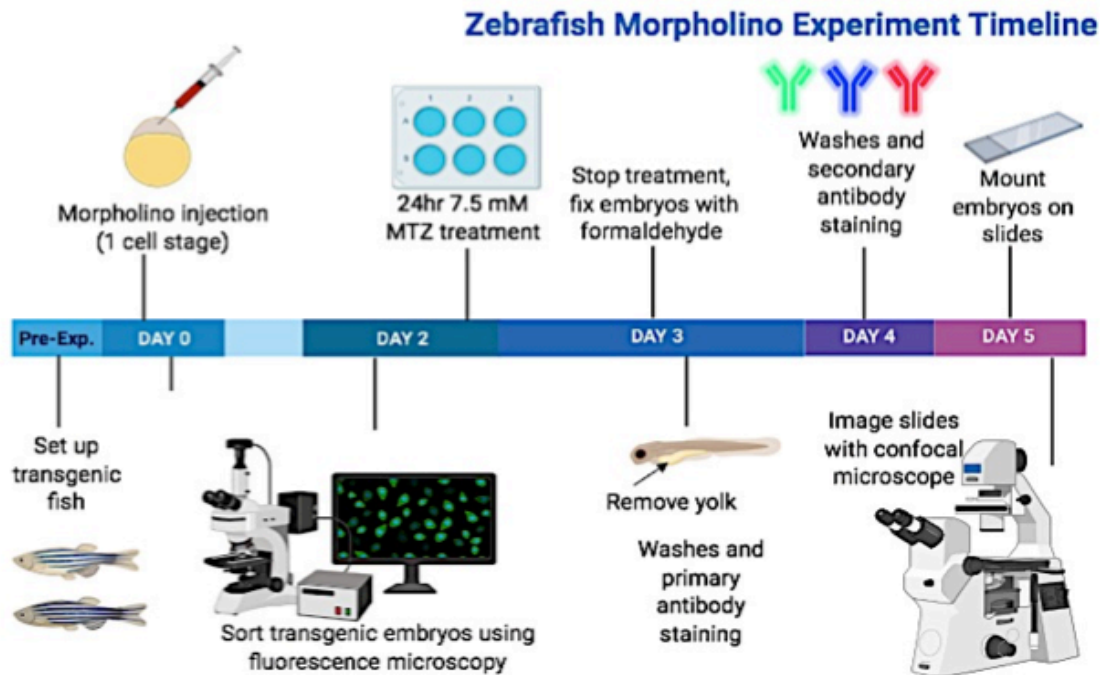 Zebrafish Morpholino Experiment Timeline
Morpholino injection
(1 cell stage)
1 2 3
A
B
24hr 7.5 mM
MTZ treatment
Stop treatment,
fix embryos with
formaldehyde
Washes and
secondary
antibody
staining
Mount
embryos on
slides
Pre-Exp.
DAY 0
DAY 2
DAY 3
DAY 4
DAY 5
Set up
transgenic
fish
Sort transgenic embryos using
fluorescence microscopy
Remove yolk
Washes and
primary
antibody
staining
Image slides
with confocal
microscope